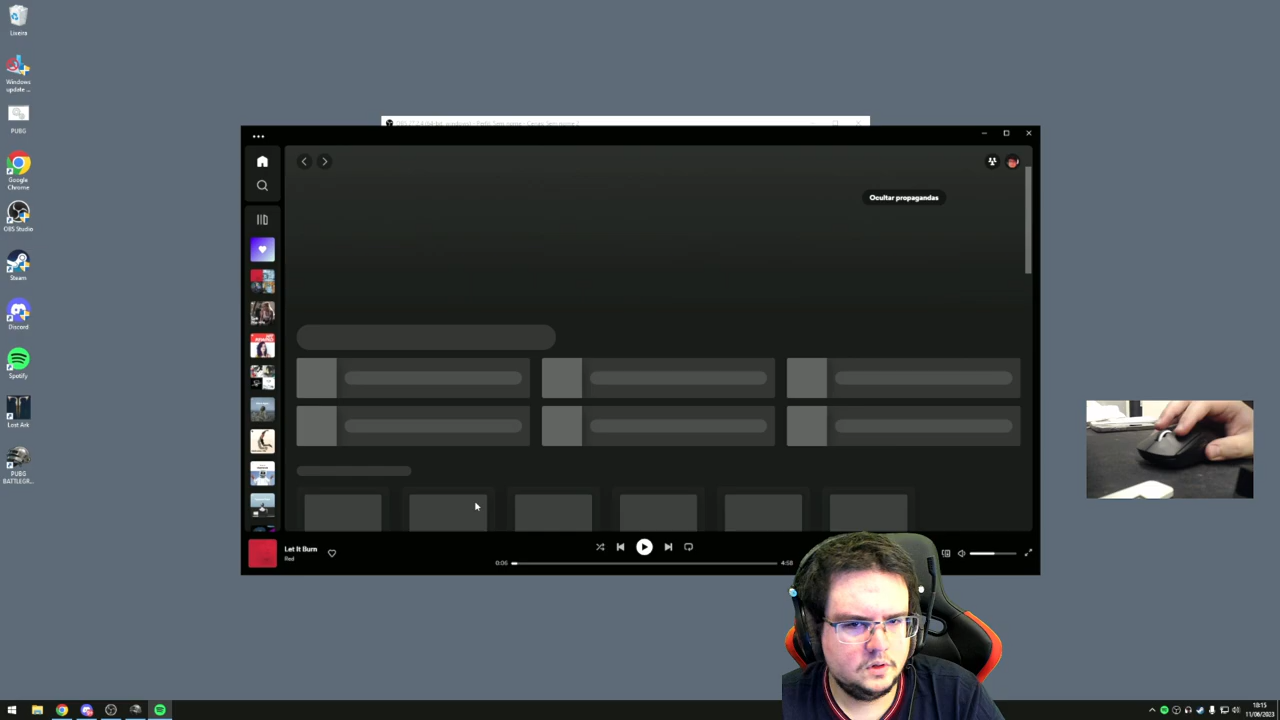 Lixeira
Windows
update ...
PUBG
Google
Chrome
OBS Studio
Steam
Discord
Spotify
Lost Ark
PUBG
BATTLEGR...
Ocultar propagandas
Let It Burn
Red
0:06
4:58
18:15
11/06/2023